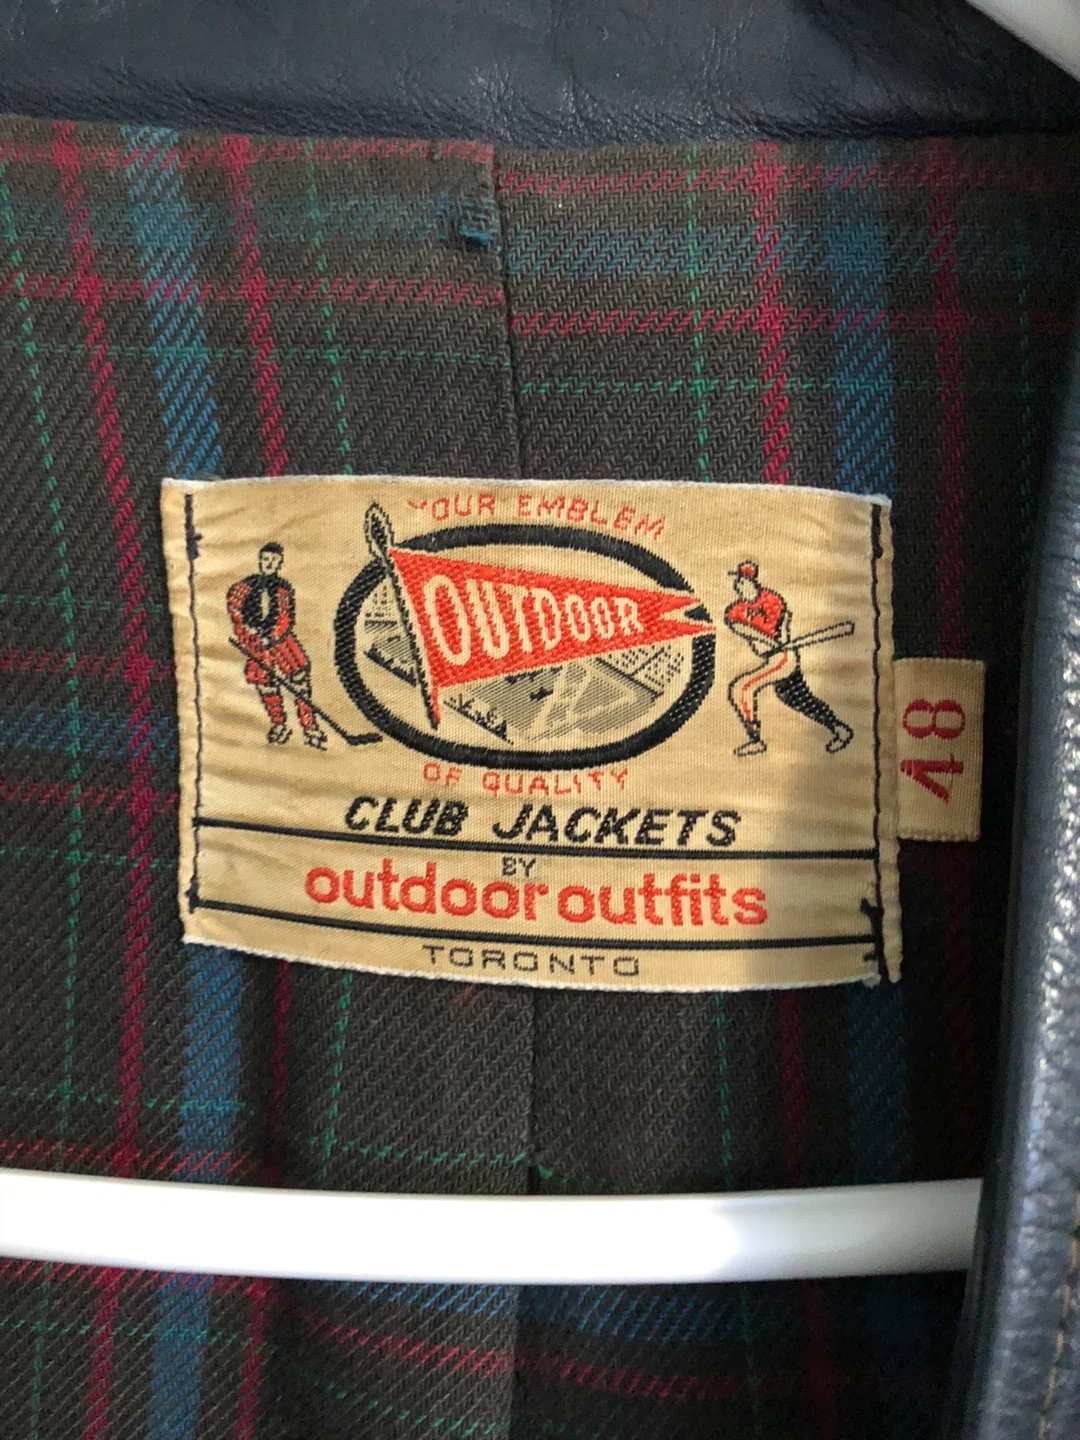 YOUR EMBLEM
OUTDOOR
OF QUALITY
CLUB JACKETS
BY
outdoor outfits
TORONTO
48